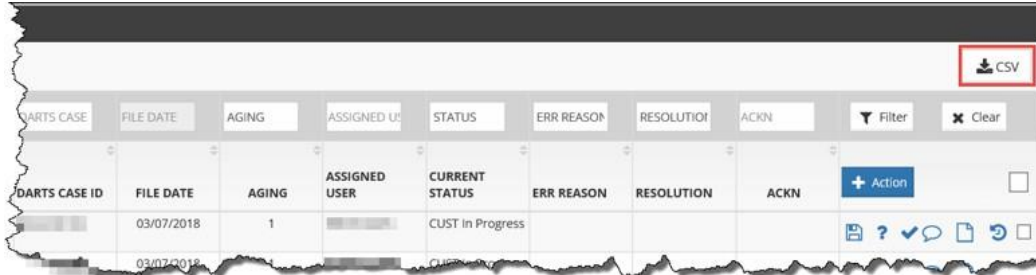 CSV
DARTS CASE FILE DATE AGING ASSIGNED US STATUS ERR REASON RESOLUTION ACKN Filter Clear
DARTS CASE ID FILE DATE AGING ASSIGNED USER CURRENT STATUS ERR REASON RESOLUTION ACKN + Action
03/07/2018 1 CUST In Progress ?
03/07/2018